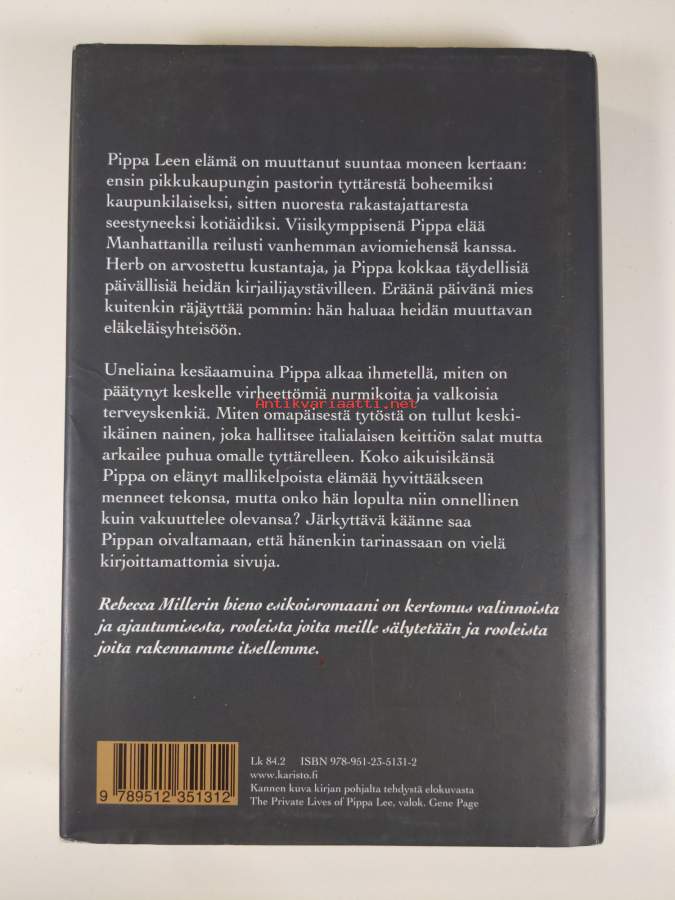 Pippa Leen elämä on muuttanut suuntaa moneen kertaan:
ensin pikkukaupungin pastorin tyttärestä boheemiksi
kaupunkilaiseksi, sitten nuoresta rakastajattaresta
seestyneeksi kotiäidiksi. Viisikymppisenä Pippa elää
Manhattanilla reilusti vanhemman aviomiehensä kanssa.
Herb on arvostettu kustantaja, ja Pippa kokkaa täydellisiä
päivällisiä heidän kirjailijaystävilleen. Eräänä päivänä mies
kuitenkin räjäyttää pommin: hän haluaa heidän muuttavan
eläkeläisyhteisöön.
Uneliaina kesäaamuina Pippa alkaa ihmetellä, miten on
päätynyt keskelle virheettömiä nurmikoita ja valkoisia
Antikvariaatti.net
terveyskenkiä. Miten omapäisestä tytöstä on tullut keski-
ikäinen nainen, joka hallitsee italialaisen keittiön salat mutta
arkailee puhua omalle tyttärelleen. Koko aikuisikänsä
Pippa on elänyt mallikelpoista elämää hyvittääkseen
menneet tekonsa, mutta onko hän lopulta niin onnellinen
kuin vakuuttelee olevansa? Järkyttävä käänne saa
Pippan oivaltamaan, että hänenkin tarinassaan on vielä
kirjoittamattomia sivuja.
Rebecca Millerin hieno esikoisromaani on kertomus valinnoista
ja ajautumisesta, rooleista joita meille sälytetään ja rooleista
joita rakennamme itsellemme.
Lk 84.2 ISBN 978-951-23-5131-2
www.karisto.fi
Kannen kuva kirjan pohjalta tehdystä elokuvasta
The Private Lives of Pippa Lee, valok. Gene Page
9 789512 351312